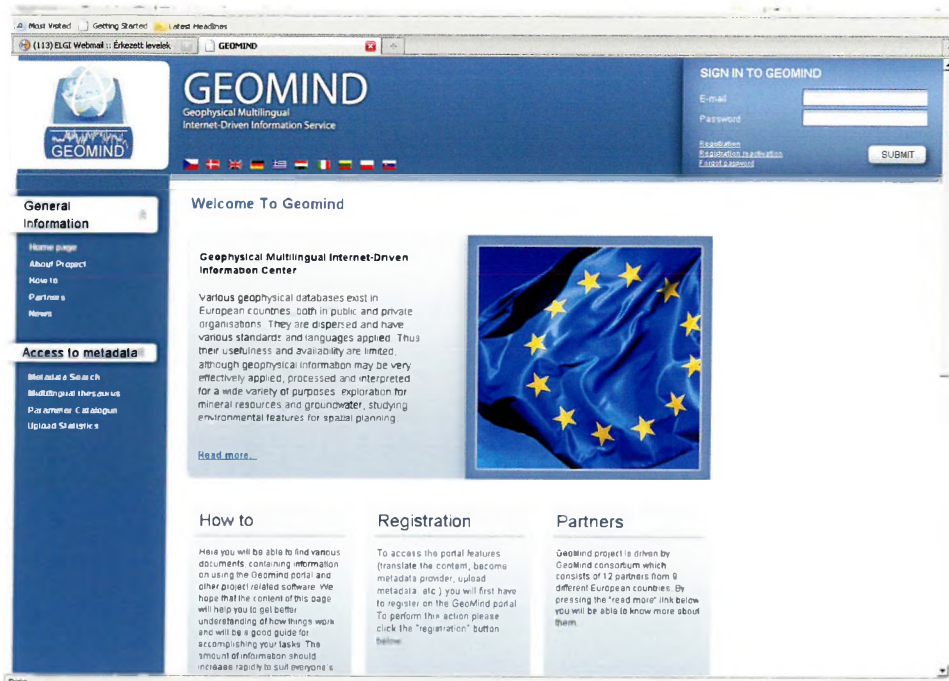 Most Visited Getting Started Latest Headlines
(113) ELGI Webmail :: Érkezett levelek
GEOMIND
GEOMIND
GEOMIND
Geophysical Multilingual
Internet-Driven Information Service
SIGN IN TO GEOMIND
E-mail
Password
Registration
Registration reactivation
Forgot password
SUBMIT
General
Information
Home page
About Project
How to
Partners
News
Access to metadata
Metadata Search
Multilingual thesaurus
Parameter Catalogue
Upload Statistics
Welcome To Geomind
Geophysical Multilingual Internet-Driven
Information Center
Various geophysical databases exist in
European countries, both in public and private
organisations. They are dispersed and have
various standards and languages applied. Thus
their usefulness and availability are limited,
although geophysical information may be very
effectively applied, processed and interpreted
for a wide variety of purposes: exploration for
mineral resources and groundwater, studying
environmental features for spatial planning
Read more...
How to
Here you will be able to find various
documents, containing information
on using the Geomind portal and
other project related software. We
hope that the content of this page
will help you to get better
understanding of how things work
and will be a good guide for
accomplishing your tasks. The
amount of information should
increase rapidly to suit everyone's
Registration
To access the portal features
(translate the content, become
metadata provider, upload
metadata, etc.) you will first have
to register on the GeoMind portal
To perform this action please
click the "registration" button
below.
Partners
GeoMind project is driven by
GeoMind consortium which
consists of 12 partners from 9
different European countries. By
pressing the "read more" link below
you will be able to know more about
them.